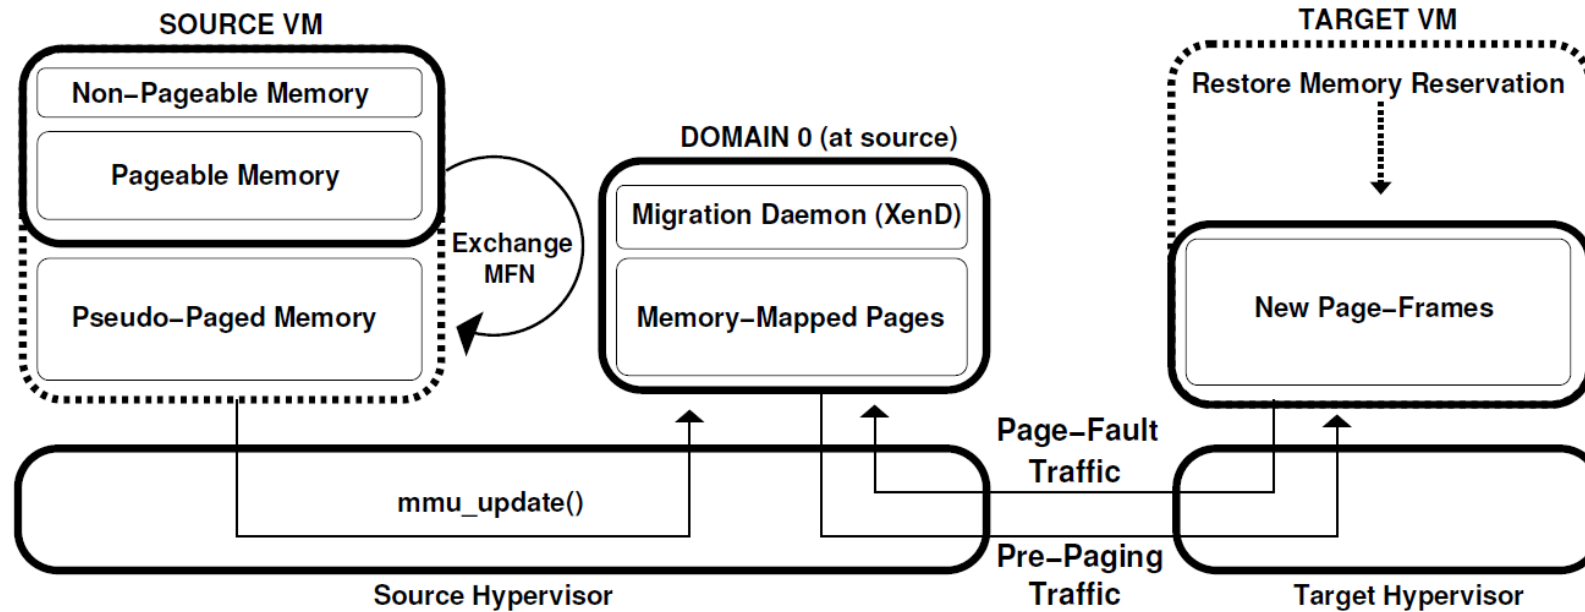 SOURCE VM
Non-Pageable Memory
Pageable Memory
Pseudo-Paged Memory
Exchange
MFN
DOMAIN 0 (at source)
Migration Daemon (XenD)
Memory-Mapped Pages
TARGET VM
Restore Memory Reservation
New Page-Frames
mmu_update()
Page-Fault
Traffic
Pre-Paging
Traffic
Source Hypervisor
Target Hypervisor